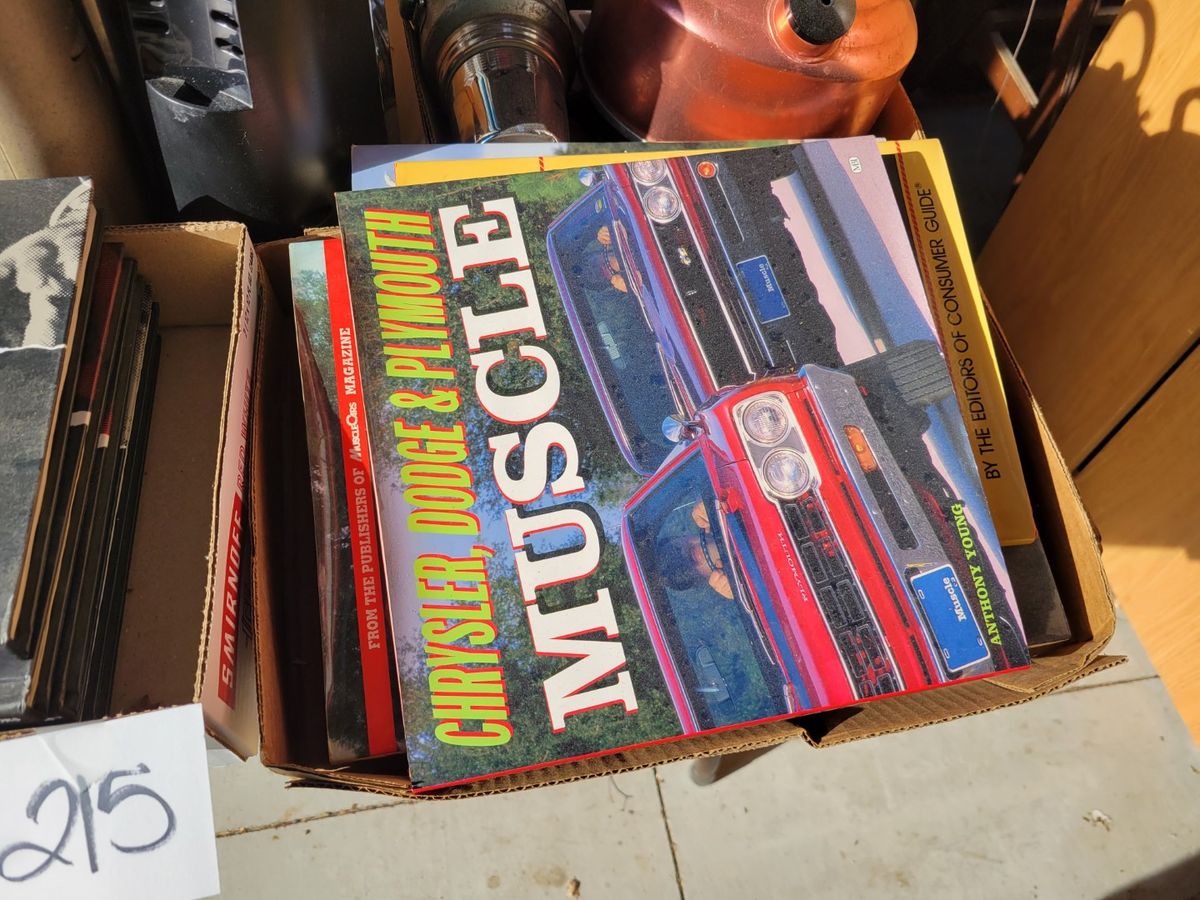 CHRYSLER, DODGE & PLYMOUTH
MUSCLE
ANTHONY YOUNG
Muscle
Muscle
PLYMOUTH
BY THE EDITORS OF CONSUMER GUIDE®
FROM THE PUBLISHERS OF MUSCLECARS MAGAZINE
SMIRNOFF
215